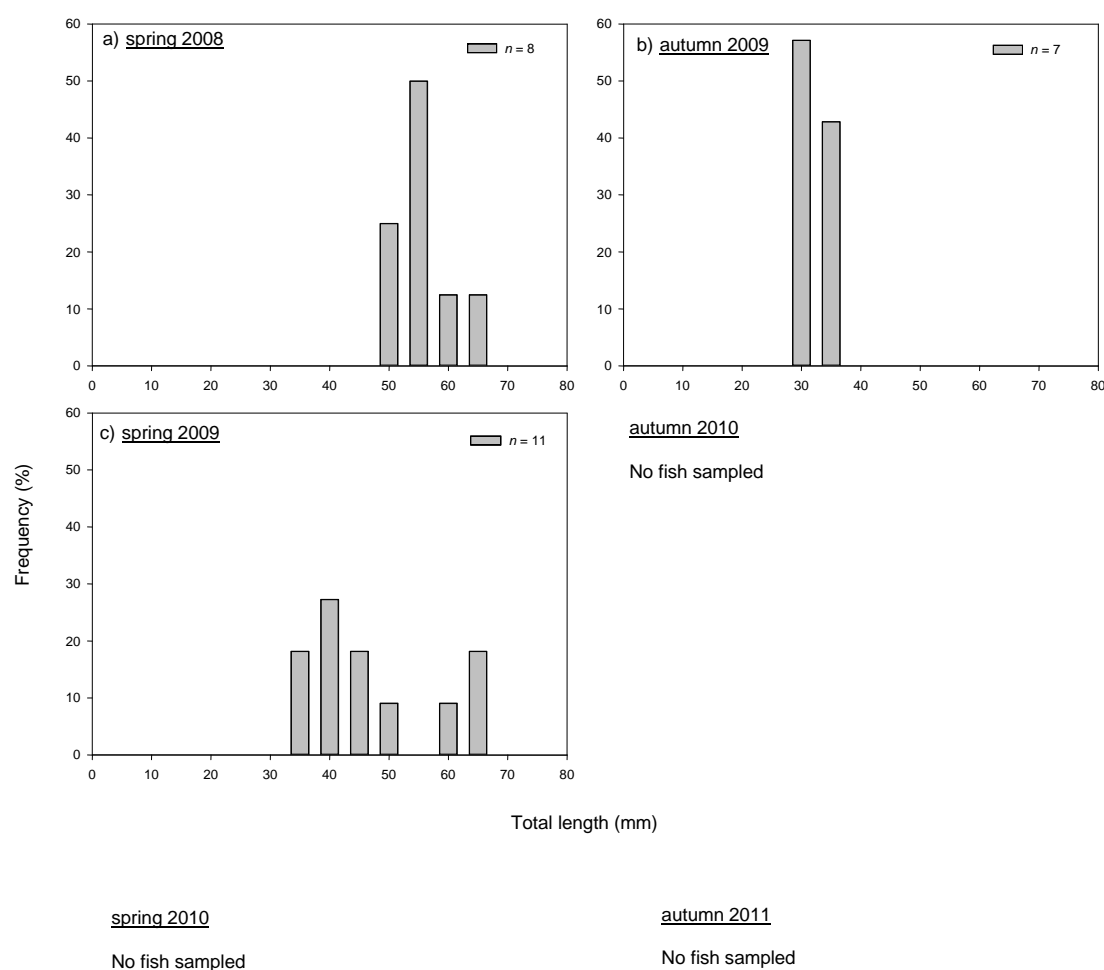 a) spring 2008
n = 8
60
50
40
30
20
10
0
0 10 20 30 40 50 60 70 80
b) autumn 2009
n = 7
60
50
40
30
20
10
0
0 10 20 30 40 50 60 70 80
c) spring 2009
n = 11
60
50
40
30
20
10
0
0 10 20 30 40 50 60 70 80
autumn 2010
No fish sampled
Frequency (%)
Total length (mm)
spring 2010
No fish sampled
autumn 2011
No fish sampled